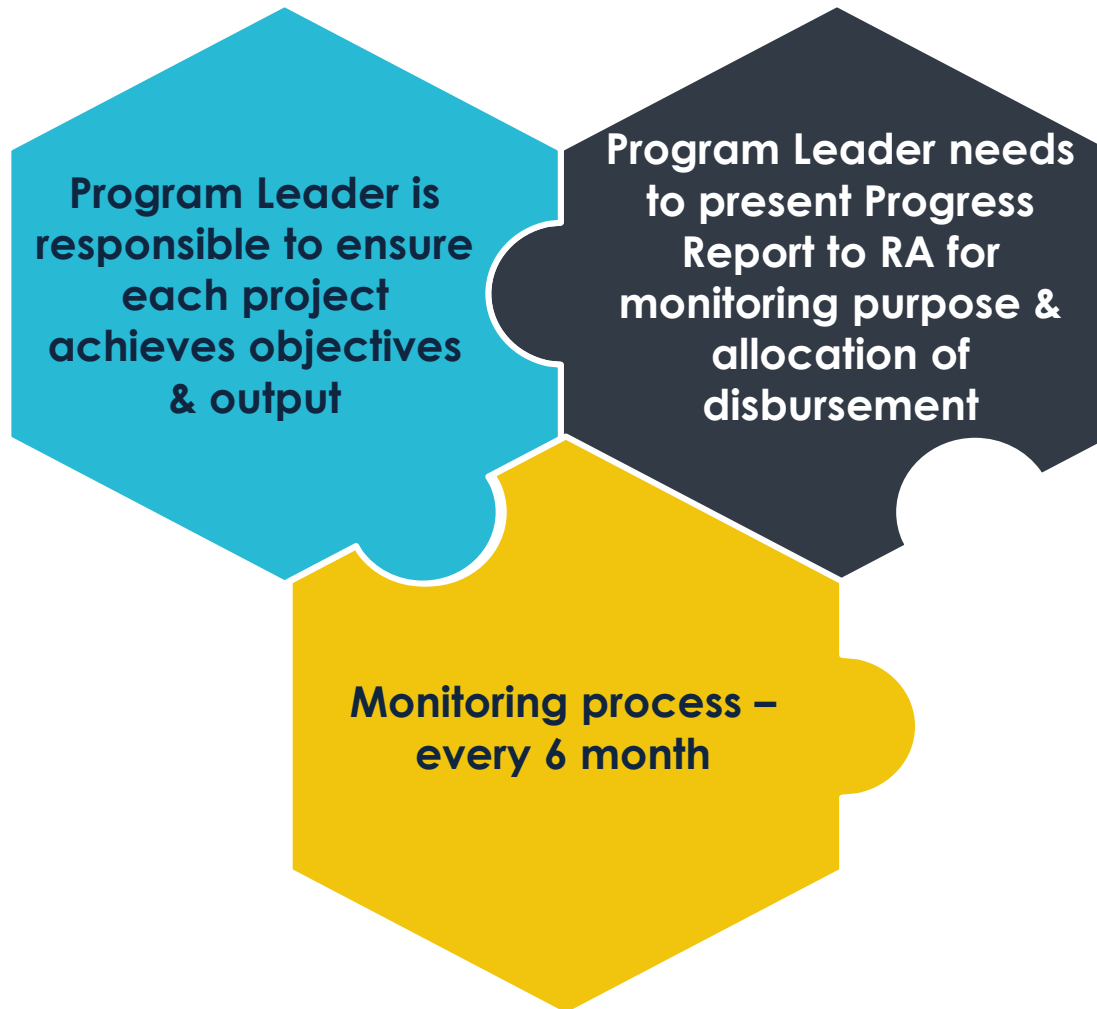 Program Leader is
responsible to ensure
each project
achieves objectives
& output
Program Leader needs
to present Progress
Report to RA for
monitoring purpose &
allocation of
disbursement
Monitoring process –
every 6 month